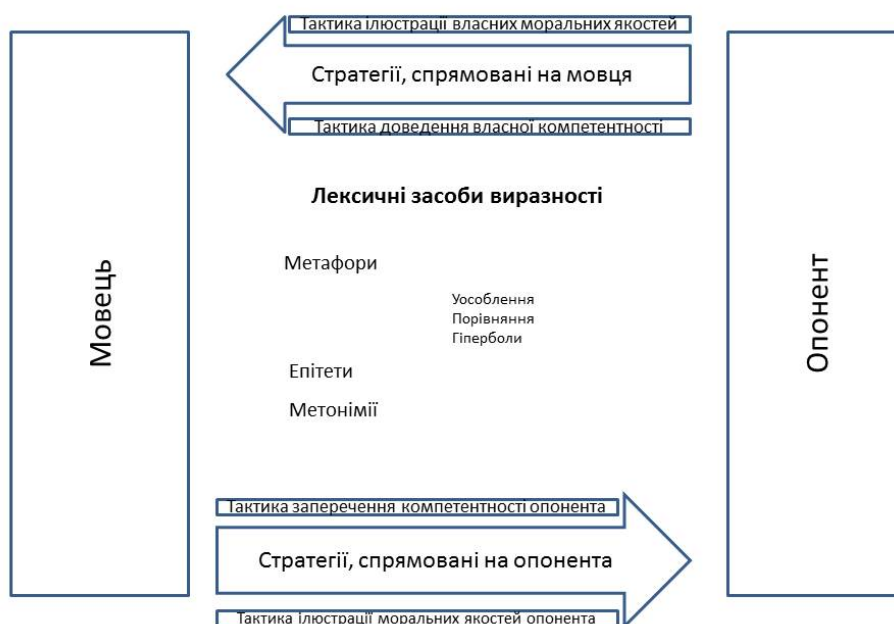 Тактика ілюстрації власних моральних якостей
Стратегії, спрямовані на мовця
Тактика доведення власної компетентності
Мовець
Лексичні засоби виразності
Метафори
Уособлення
Порівняння
Гіперболи
Епітети
Метонімії
Опонент
Тактика заперечення компетентності опонента
Стратегії, спрямовані на опонента
Тактика ілюстрації моральних якостей опонента